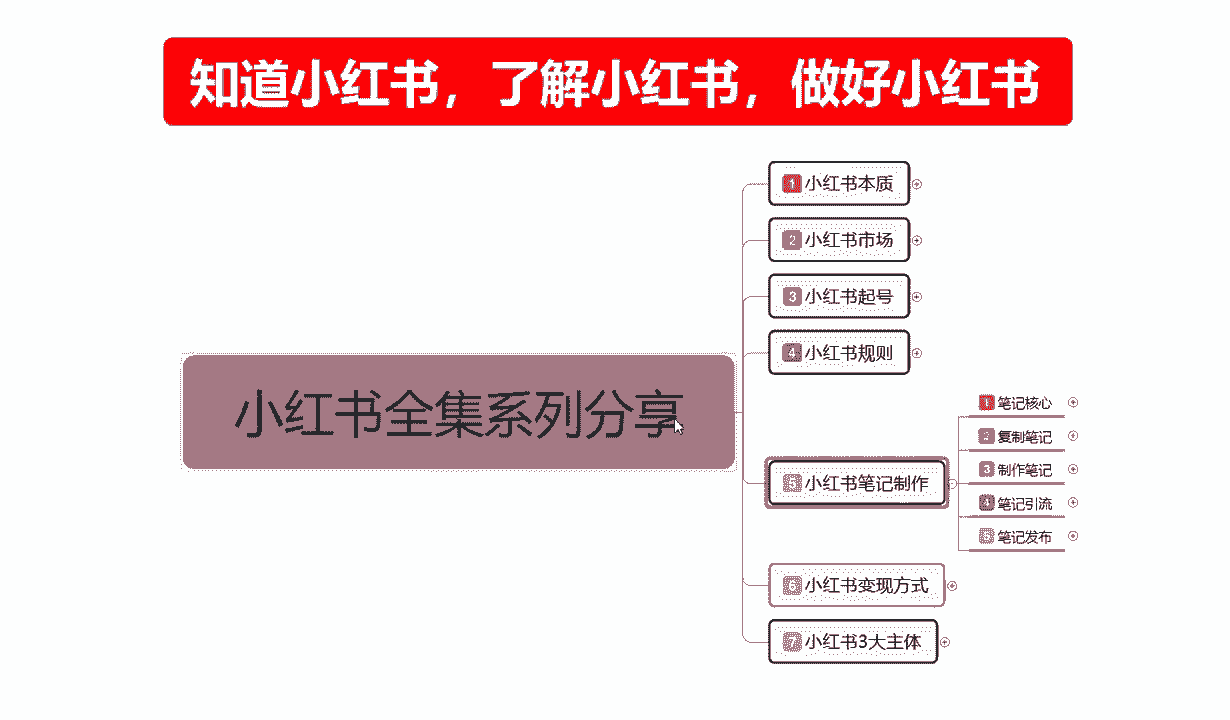 知道小红书，了解小红书，做好小红书
小红书全集系列分享
1 小红书本质
2 小红书市场
3 小红书起号
4 小红书规则
5 小红书笔记制作
1 笔记核心
2 复制笔记
3 制作笔记
4 笔记引流
5 笔记发布
6 小红书变现方式
7 小红书3大主体